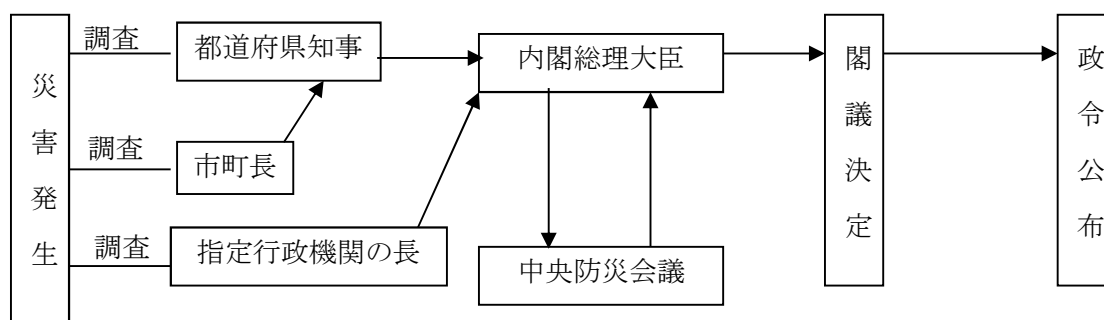 災害発生
調査
都道府県知事
調査
市町長
調査
指定行政機関の長
内閣総理大臣
中央防災会議
閣議決定
政令公布